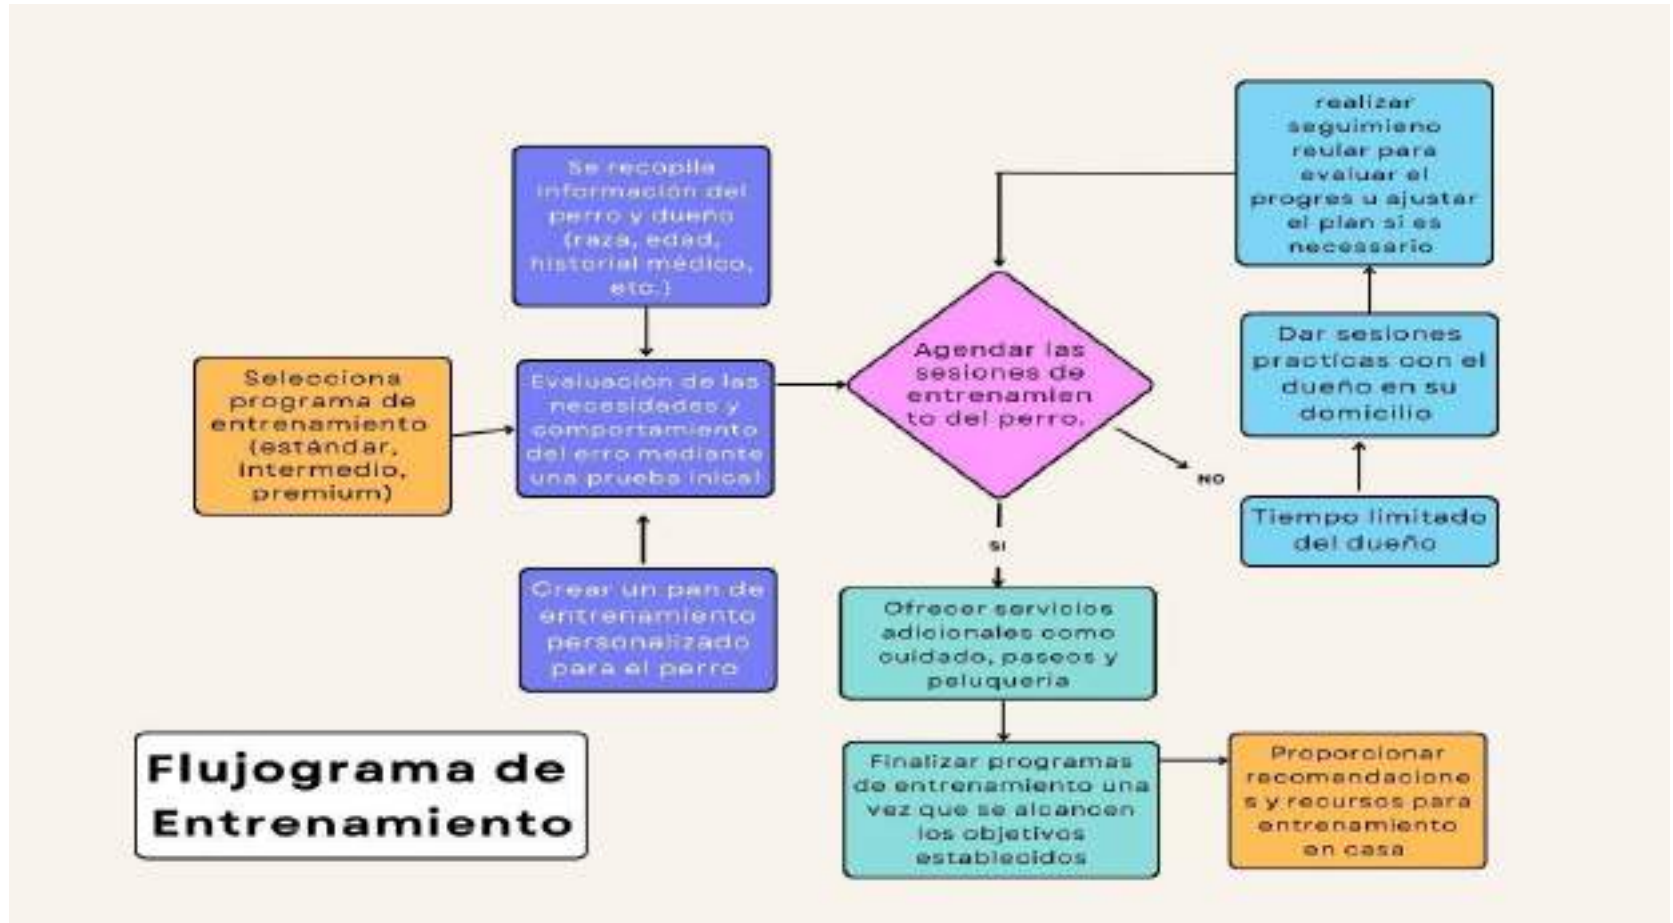 Selecciona
programa de
entrenamiento
(estándar,
intermedio,
premium)
Se recopile
información del
perro y dueño
(raza, edad,
historial médico,
etc.)
Evaluación de las
necesidades y
comportamiento
del erro mediante
una prueba inical
Crear un pan de
entrenamiento
personalizado
para el perro
Agendar las
sesiones de
entrenamien
to del perro.
NO
SI
Tiempo limitado
del dueño
Dar sesiones
practicas con el
dueño en su
domicilio
realizar
seguimieno
reular para
evaluar el
progres u ajustar
el plan si es
necessario
Ofrecer servicios
adicionales como
cuidado, paseos y
peluqueria
Finalizar programas
de entrenamiento una
vez que se alcancen
los objetivos
establecidos
Proporcionar
recomendacione
s y recursos para
entrenamiento
en casa
Flujograma de
Entrenamiento